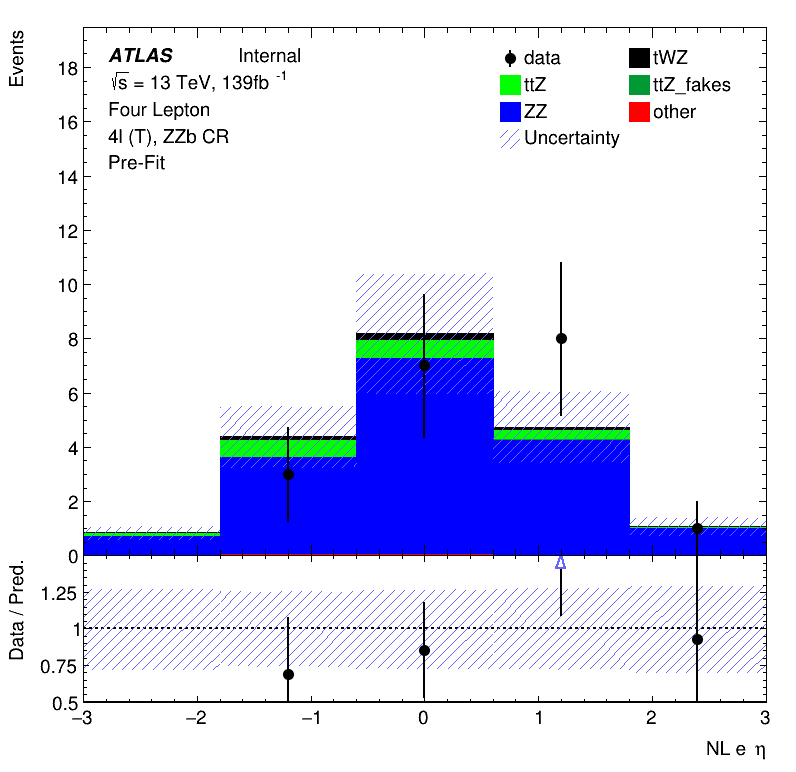 Events
18
16
14
12
10
8
6
4
2
0
ATLAS Internal
√s = 13 TeV, 139fb⁻¹
Four Lepton
4l (T), ZZb CR
Pre-Fit
data tWZ
ttZ ttZ_fakes
ZZ other
Uncertainty
Data / Pred.
1.25
1
0.75
0.5
−3 −2 −1 0 1 2 3
NL e η